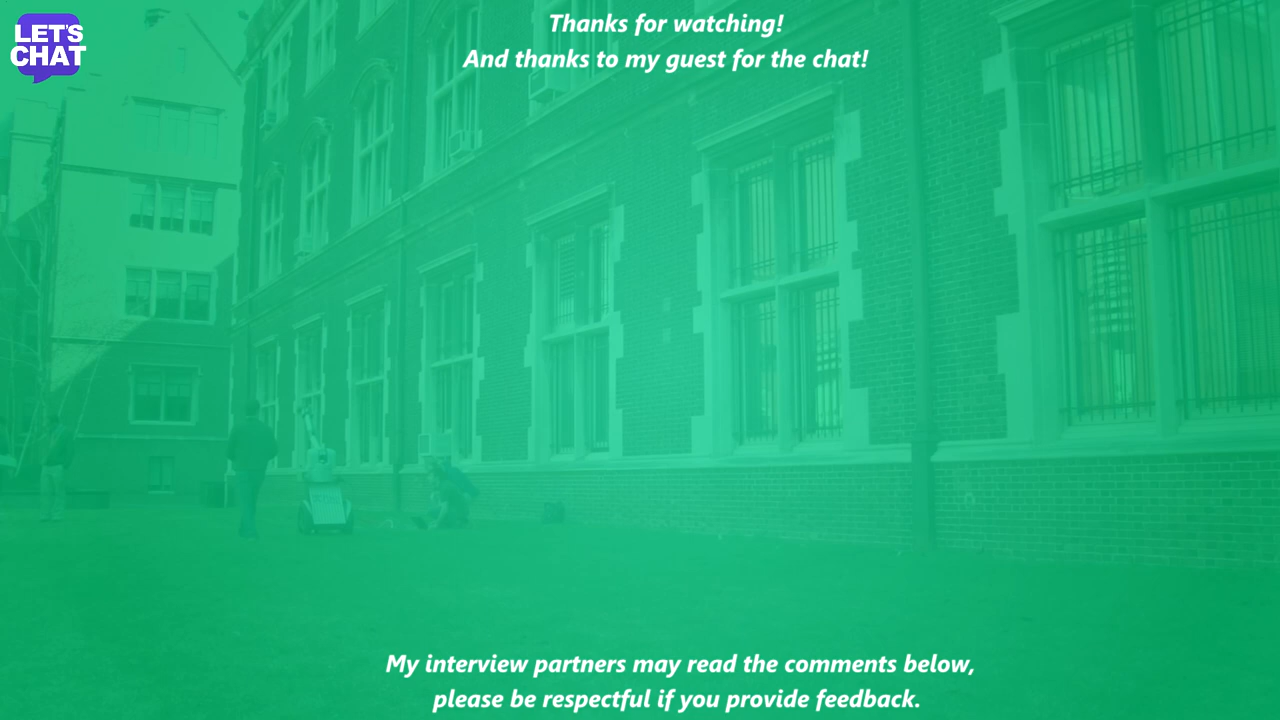 LET'S
CHAT
Thanks for watching!
And thanks to my guest for the chat!
My interview partners may read the comments below,
please be respectful if you provide feedback.